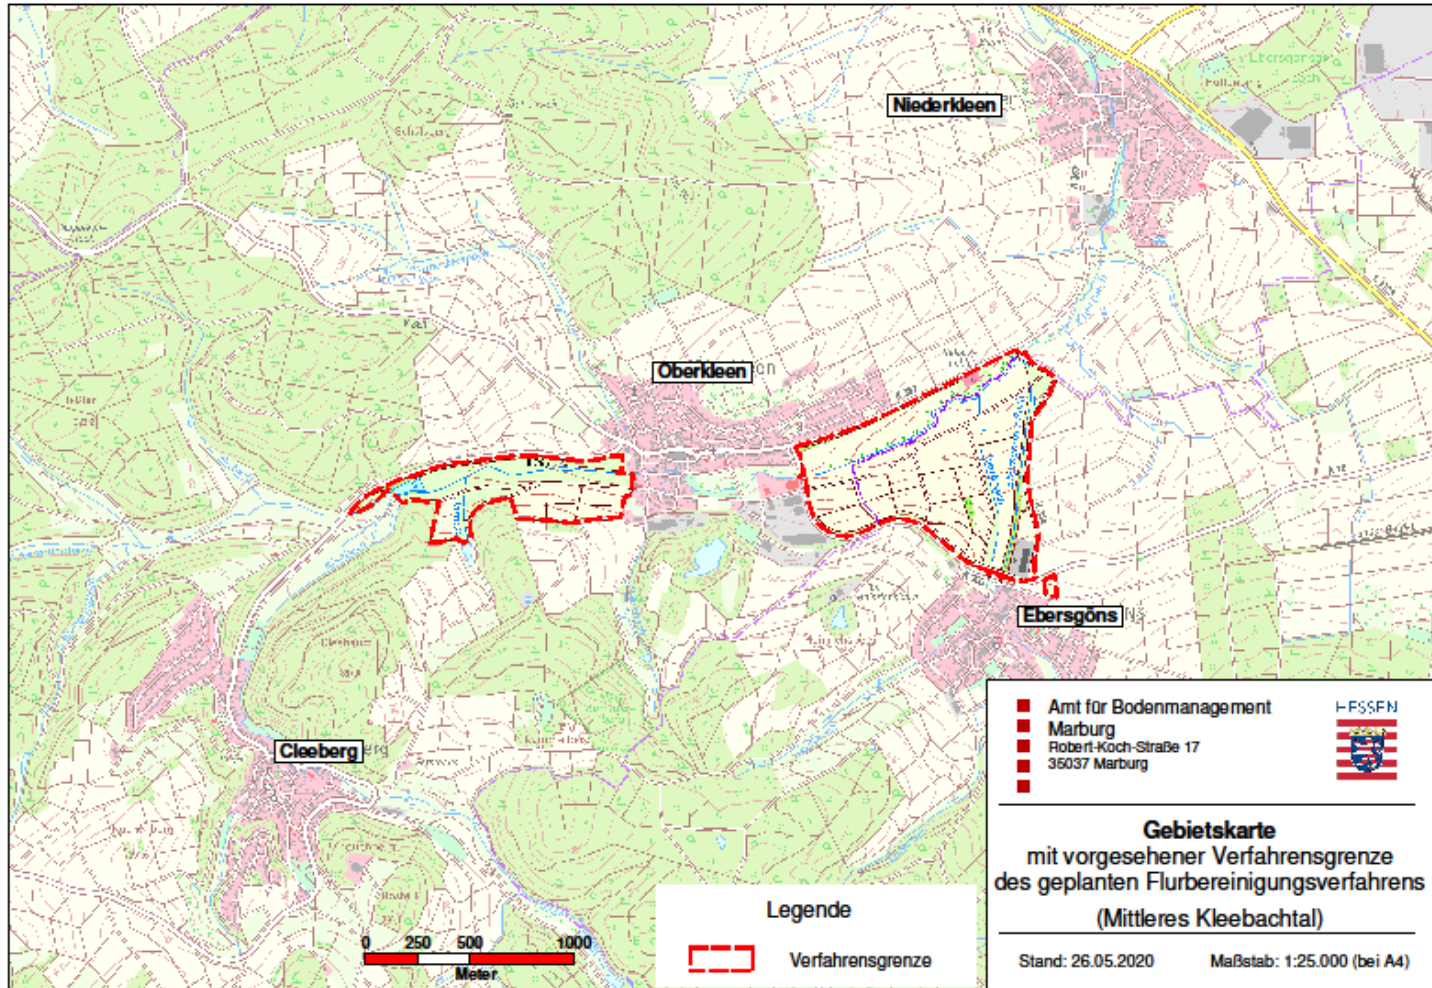 Niederkleen
Oberkleen
Ebersgöns
Cleeberg
0 250 500 1000
Meter
Legende
Verfahrensgrenze
Amt für Bodenmanagement
Marburg
Robert-Koch-Straße 17
35037 Marburg
HESSEN
Gebietskarte
mit vorgesehener Verfahrensgrenze
des geplanten Flurbereinigungsverfahrens
(Mittleres Kleebachtal)
Stand: 26.05.2020 Maßstab: 1:25.000 (bei A4)